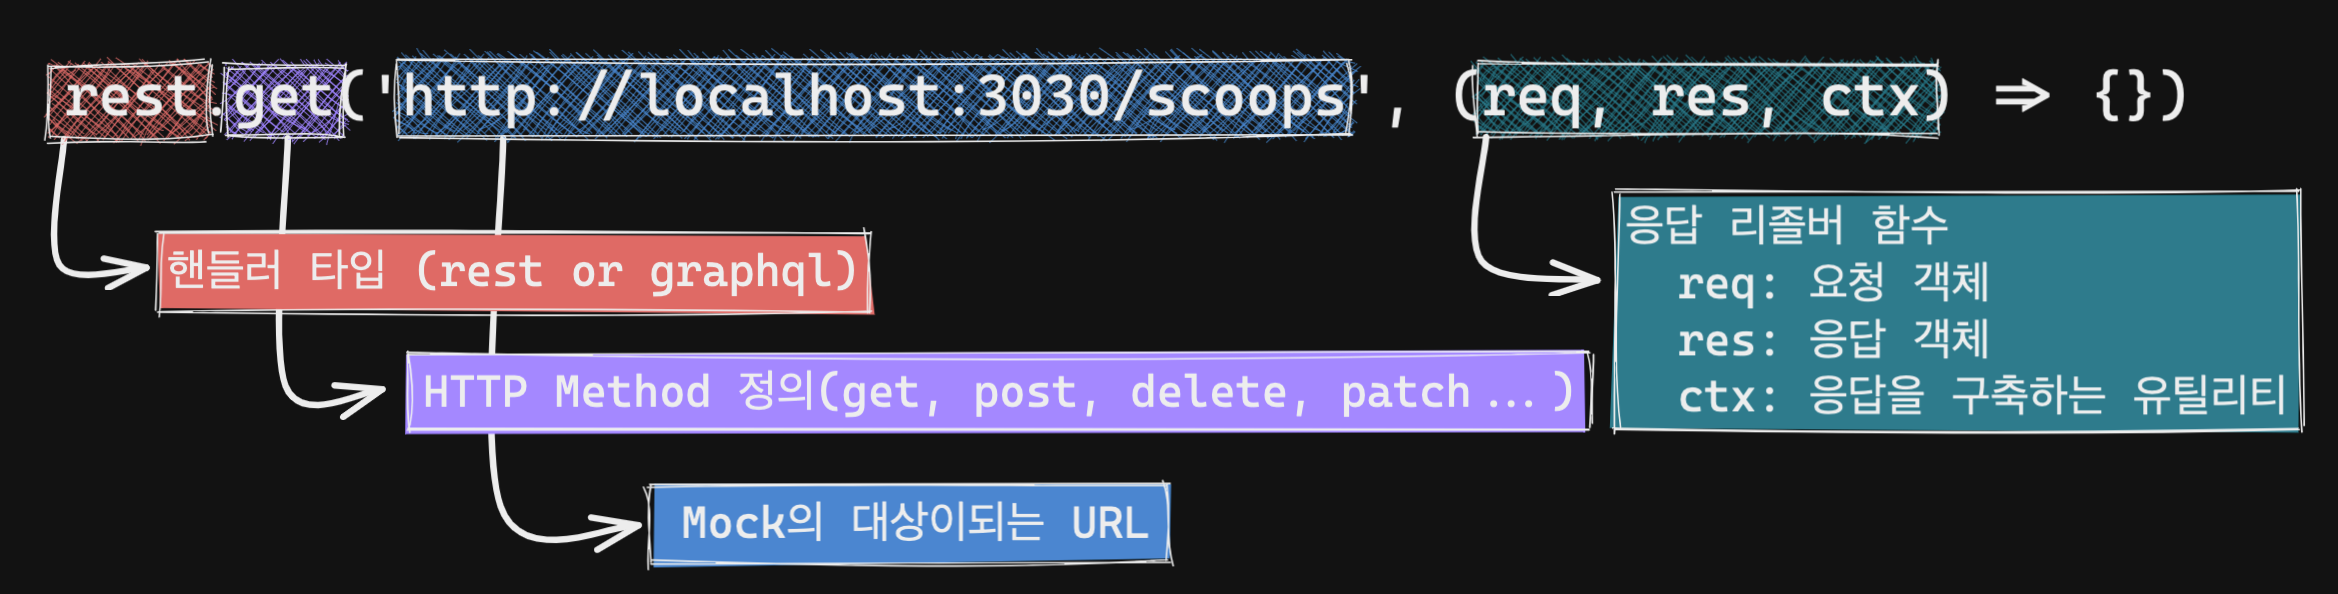 rest.get('http://localhost:3030/scoops', (req, res, ctx) => {})
핸들러 타입 (rest or graphql)
HTTP Method 정의(get, post, delete, patch...)
Mock의 대상이되는 URL
응답 리졸버 함수
req: 요청 객체
res: 응답 객체
ctx: 응답을 구축하는 유틸리티